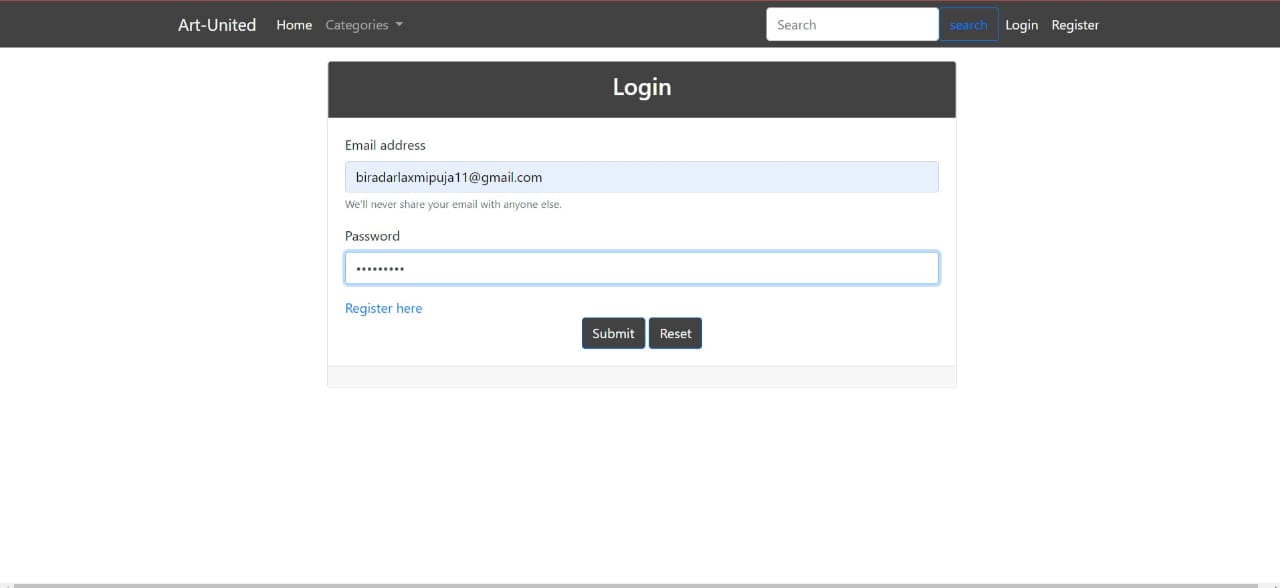 Art-United Home Categories Search search Login Register
Login
Email address
biradarlaxmipuja11@gmail.com
We'll never share your email with anyone else.
Password
•••••••••
Register here
Submit Reset